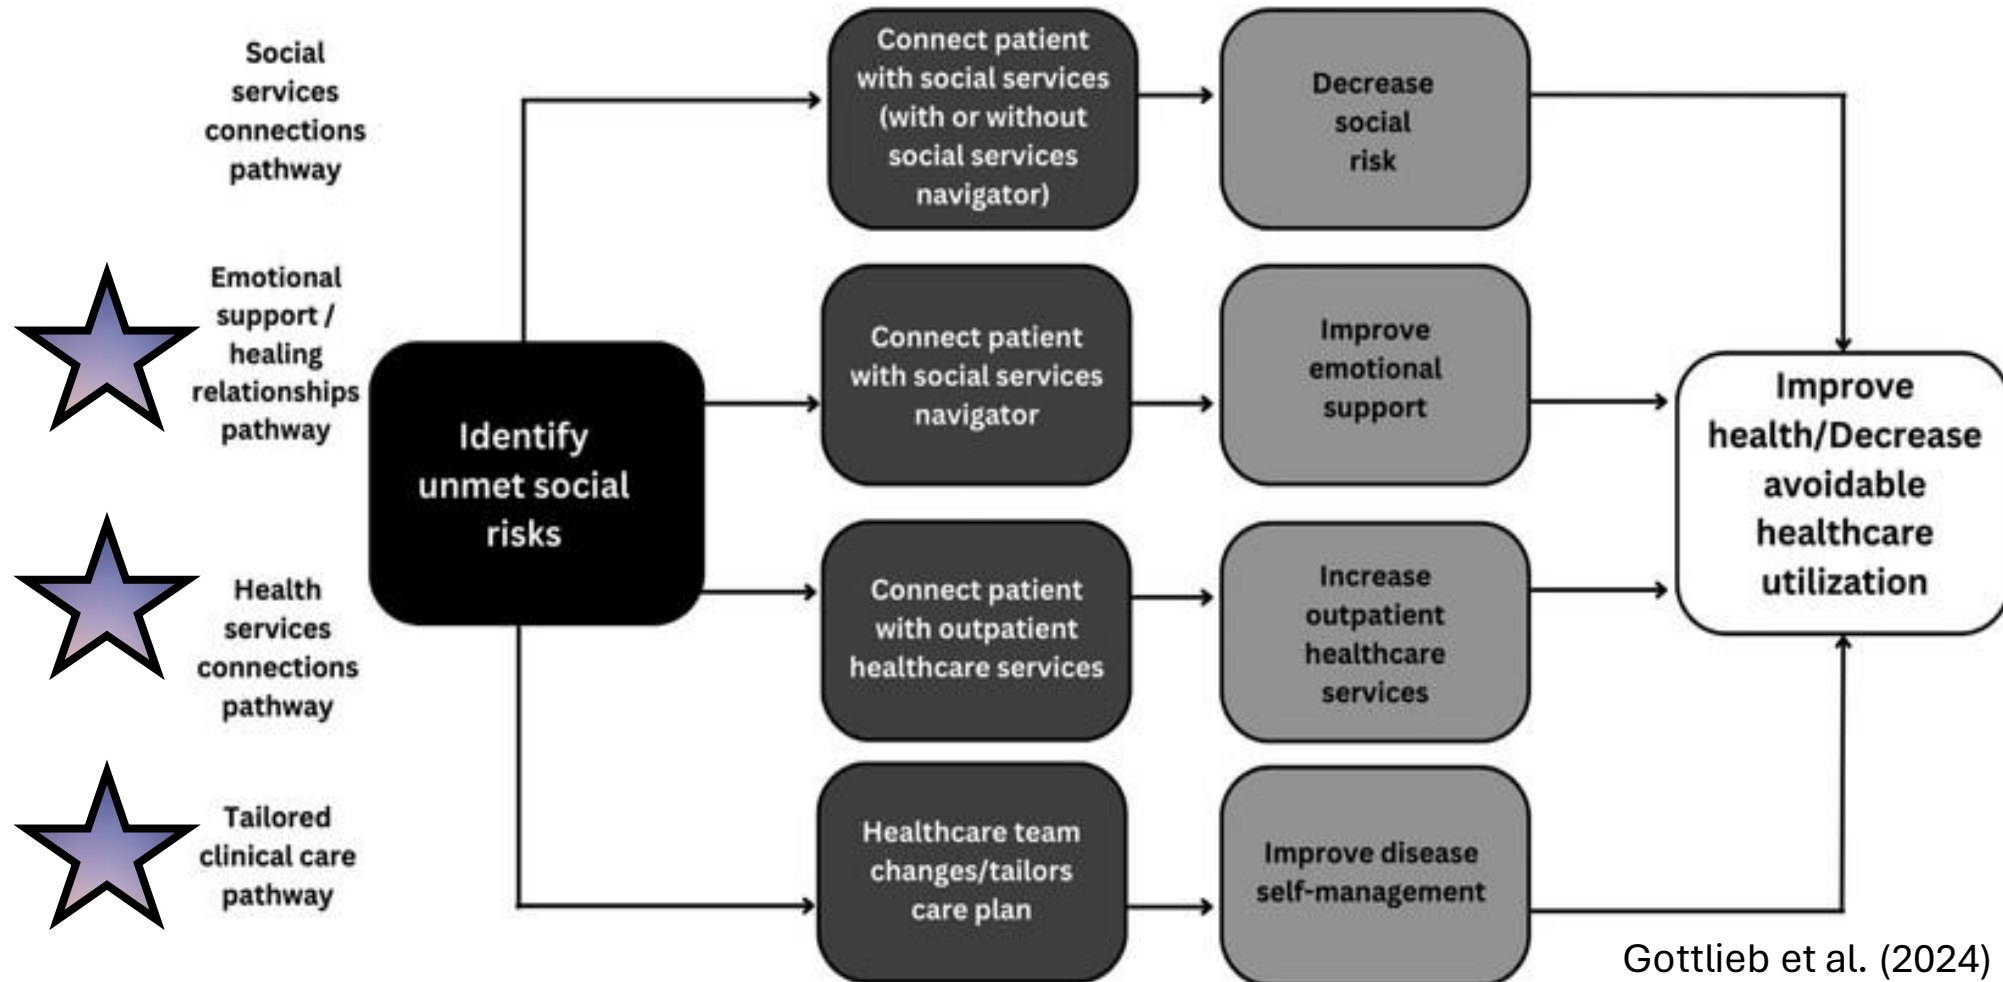 Social
services
connections
pathway
Connect patient
with social services
(with or without
social services
navigator)
Decrease
social
risk
Emotional
support /
healing
relationships
pathway
Identify
unmet social
risks
Connect patient
with social services
navigator
Improve
emotional
support
Improve
health/Decrease
avoidable
healthcare
utilization
Health
services
connections
pathway
Connect patient
with outpatient
healthcare services
Increase
outpatient
healthcare
services
Tailored
clinical care
pathway
Healthcare team
changes/tailors
care plan
Improve disease
self-management
Gottlieb et al. (2024)